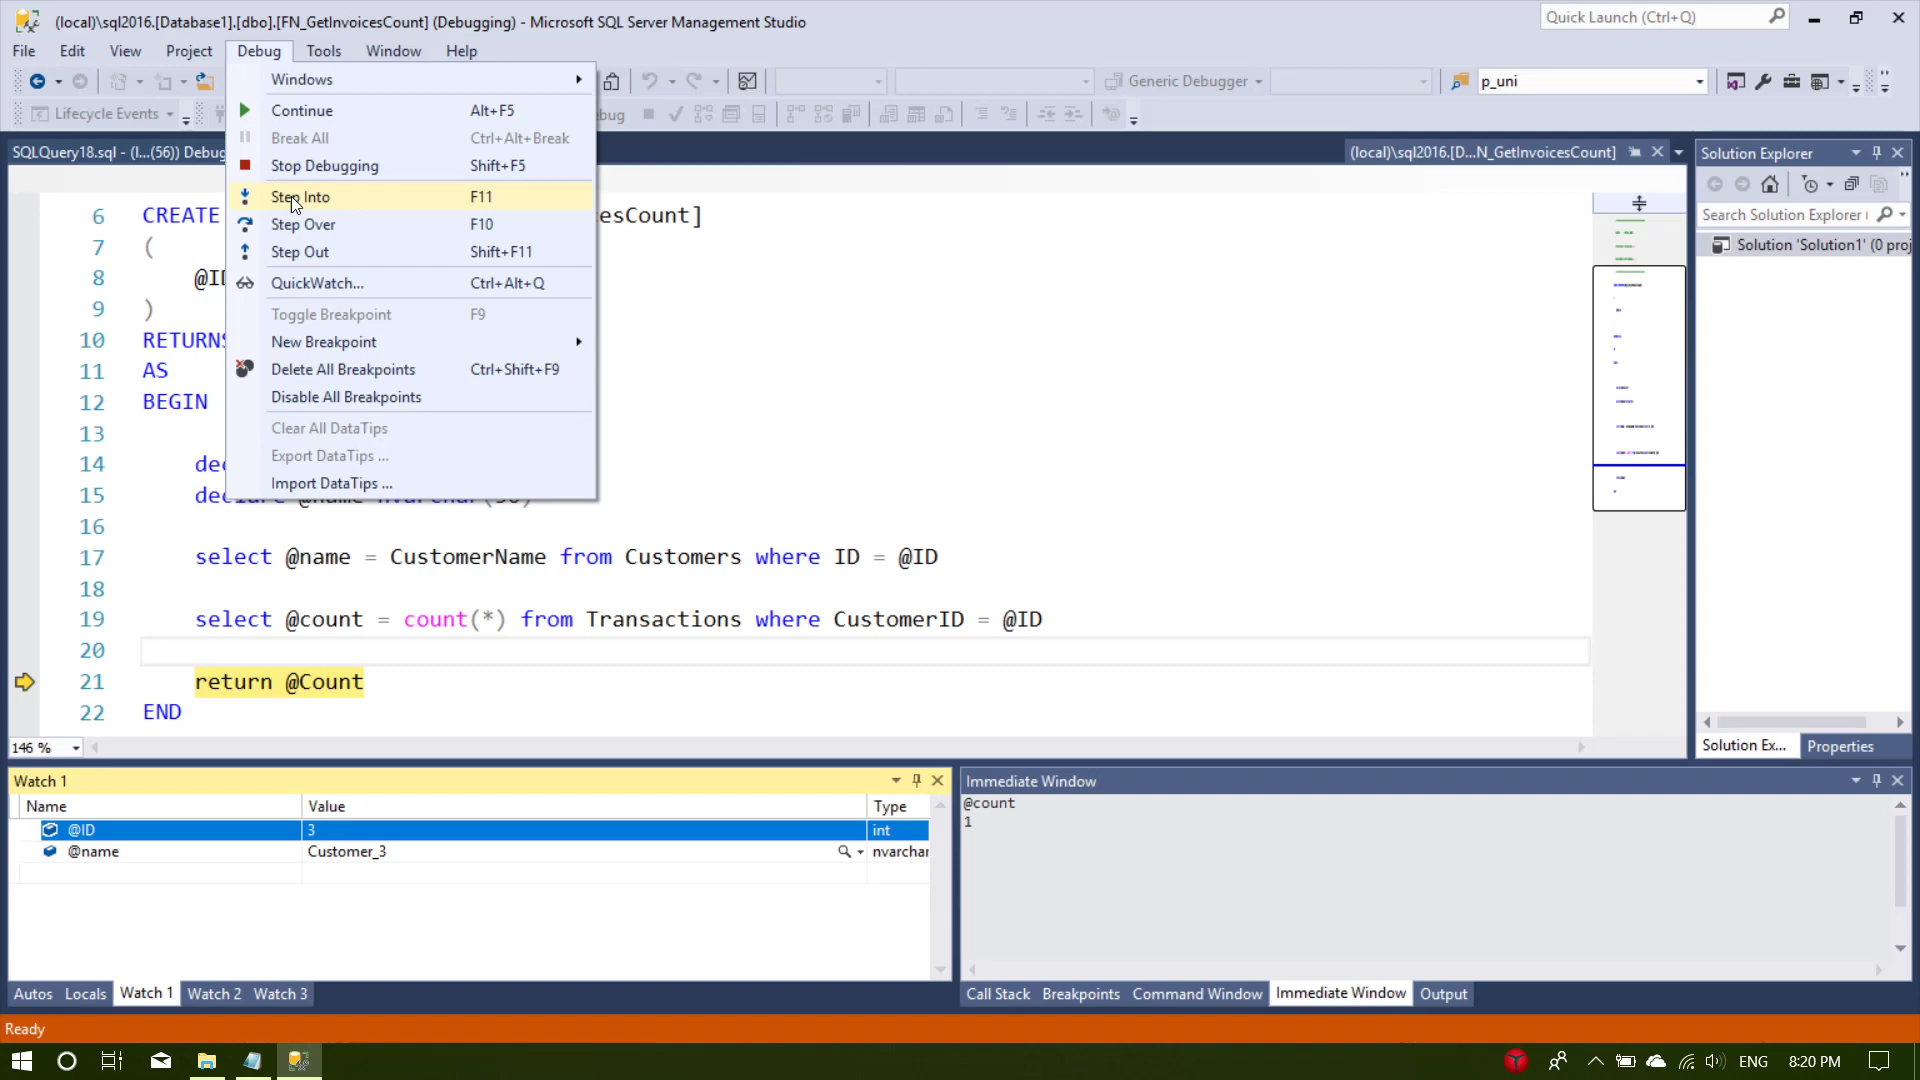 (local)\sql2016.[Database1].[dbo].[FN_GetInvoicesCount] (Debugging) - Microsoft SQL Server Management Studio
Quick Launch (Ctrl+Q)
File Edit View Project Debug Tools Window Help
Generic Debugger
p_uni
Lifecycle Events
SQLQuery18.sql - (l...(56)) Debug
(local)\sql2016.[D...N_GetInvoicesCount]
Windows
Continue Alt+F5
Break All Ctrl+Alt+Break
Stop Debugging Shift+F5
Step Into F11
Step Over F10
Step Out Shift+F11
QuickWatch... Ctrl+Alt+Q
Toggle Breakpoint F9
New Breakpoint
Delete All Breakpoints Ctrl+Shift+F9
Disable All Breakpoints
Clear All DataTips
Export DataTips ...
Import DataTips ...
6 CREATE esCount]
7 (
8 @ID
9 )
10 RETURNS
11 AS
12 BEGIN
13
14 dec
15 declare @name nvarchar(50)
16
17 select @name = CustomerName from Customers where ID = @ID
18
19 select @count = count(*) from Transactions where CustomerID = @ID
20
21 return @Count
22 END
146 %
Solution Explorer
Search Solution Explorer (
Solution 'Solution1' (0 proj
Solution Ex... Properties
Watch 1
Name Value Type
@ID 3 int
@name Customer_3 nvarchar
Autos Locals Watch 1 Watch 2 Watch 3
Immediate Window
@count
1
Call Stack Breakpoints Command Window Immediate Window Output
Ready
ENG 8:20 PM